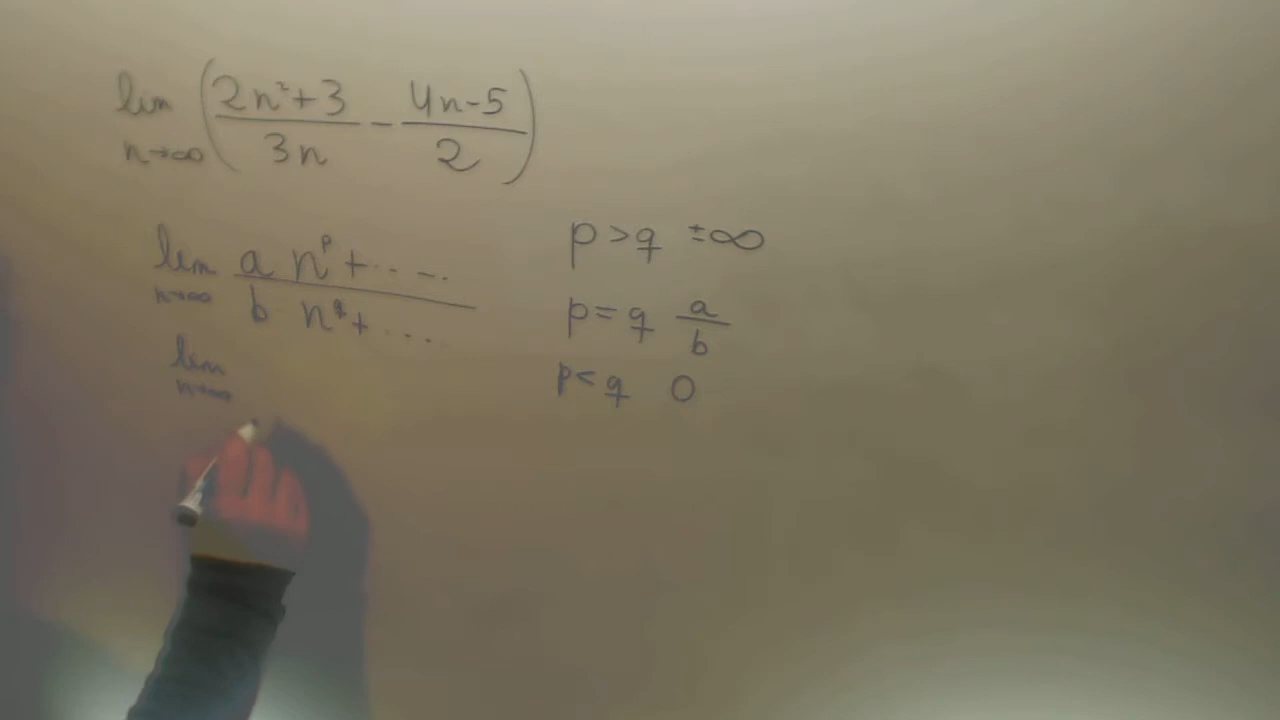 lim n→∞ ( (2n²+3)/(3n) - (4n-5)/2 )
lim n→∞ (a n^p + ·····)/(b n^q + ...)
p > q ±∞
p = q a/b
p < q 0
lim n→∞